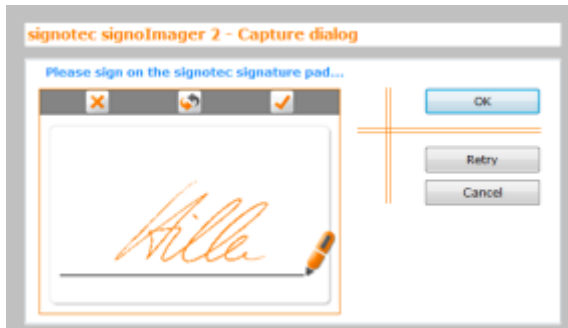 signotec signoImager 2 - Capture dialog
Please sign on the signotec signature pad...
OK
Retry
Cancel